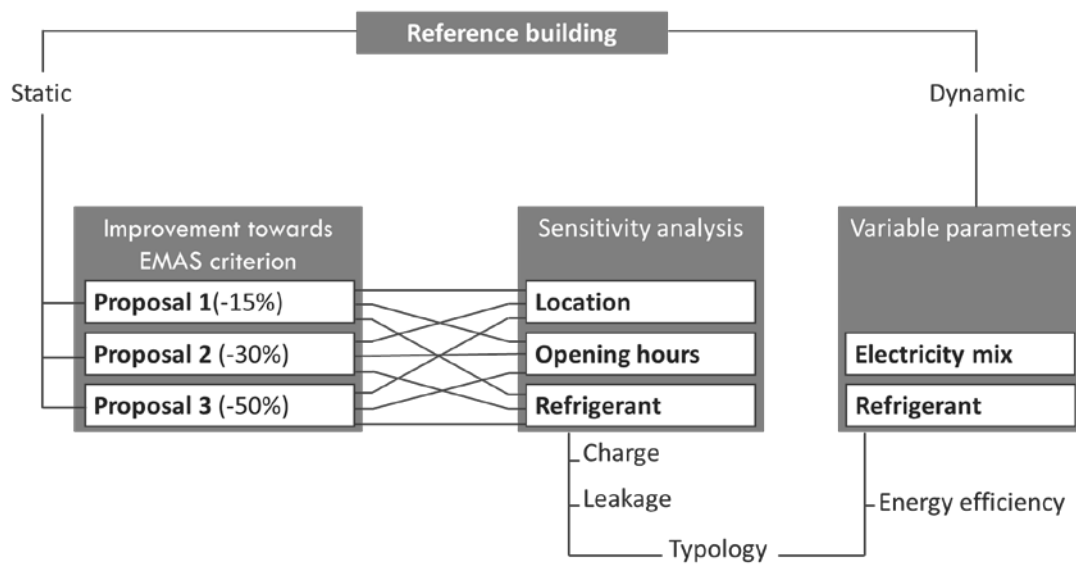 Reference building
Static
Dynamic
Improvement towards
EMAS criterion
Proposal 1(-15%)
Proposal 2 (-30%)
Proposal 3 (-50%)
Sensitivity analysis
Location
Opening hours
Refrigerant
Variable parameters
Electricity mix
Refrigerant
Charge
Leakage
Energy efficiency
Typology